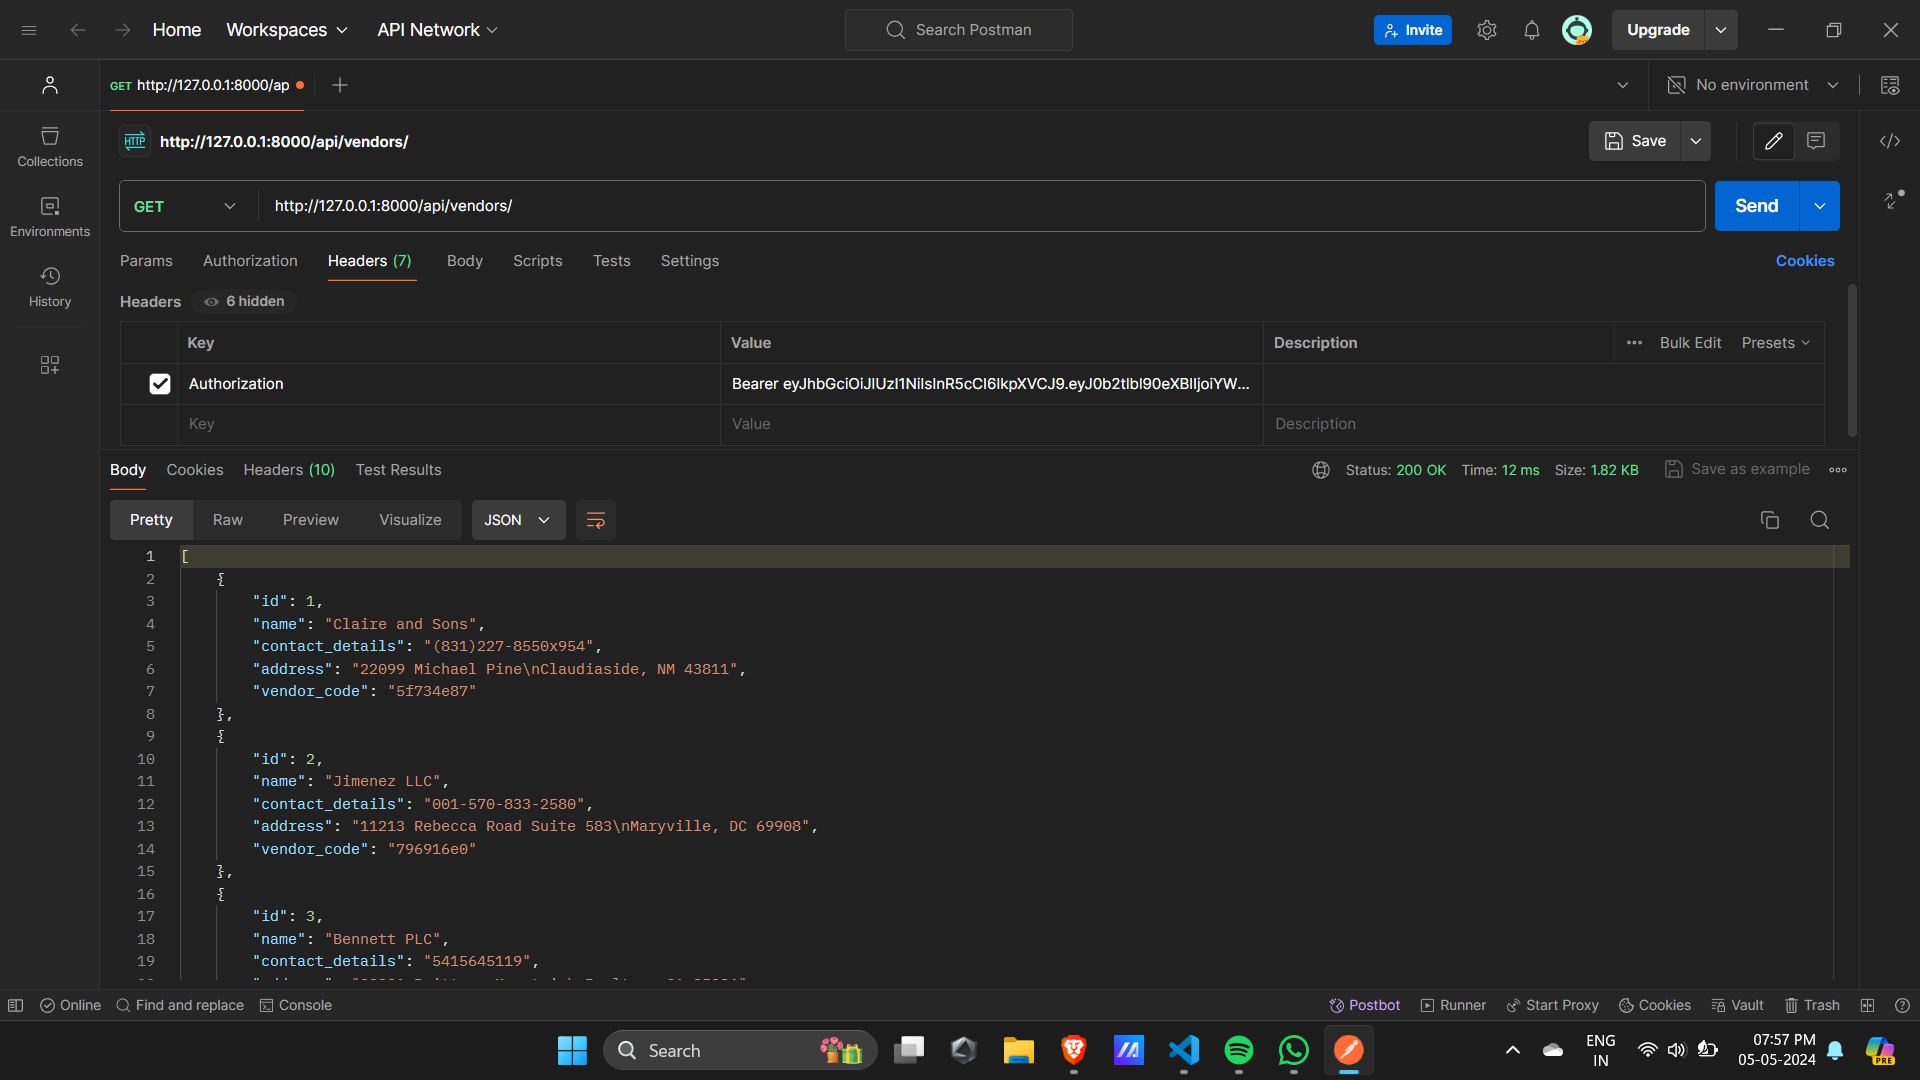 Home Workspaces API Network Search Postman Invite Upgrade
GET http://127.0.0.1:8000/ap No environment
HTTP http://127.0.0.1:8000/api/vendors/ Save
Collections
Environments
History
GET http://127.0.0.1:8000/api/vendors/ Send
Params Authorization Headers (7) Body Scripts Tests Settings Cookies
Headers 6 hidden
Key Value Description Bulk Edit Presets
Authorization Bearer
Key Value Description
Body Cookies Headers (10) Test Results Status: 200 OK Time: 12 ms Size: 1.82 KB Save as example
Pretty Raw Preview Visualize JSON
1 [
2 {
3 "id": 1,
4 "name": "Claire and Sons",
5 "contact_details": "(831)227-8550x954",
6 "address": "22099 Michael Pine\nClaudiaside, NM 43811",
7 "vendor_code": "5f734e87"
8 },
9 {
10 "id": 2,
11 "name": "Jimenez LLC",
12 "contact_details": "001-570-833-2580",
13 "address": "11213 Rebecca Road Suite 583\nMaryville, DC 69908",
14 "vendor_code": "796916e0"
15 },
16 {
17 "id": 3,
18 "name": "Bennett PLC",
19 "contact_details": "5415645119",
Online Find and replace Console Postbot Runner Start Proxy Cookies Vault Trash
Search ENG 07:57 PM
IN 05-05-2024 PRE